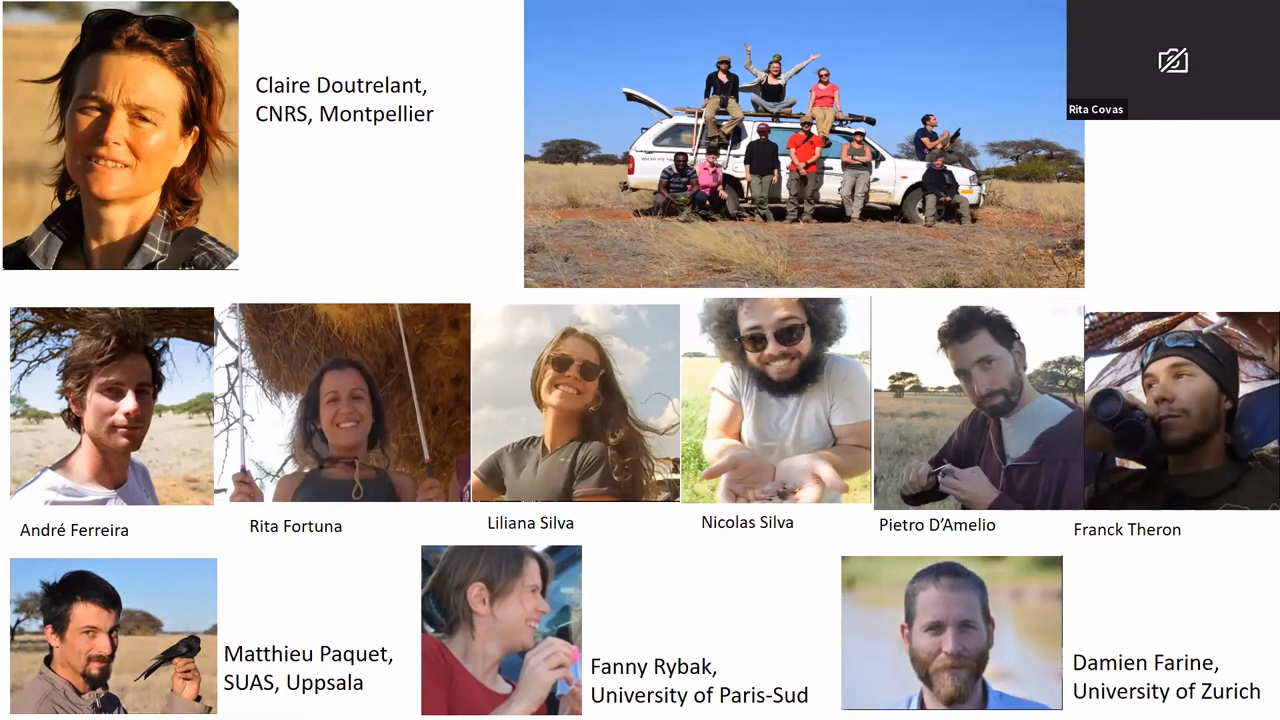 Claire Doutrelant,
CNRS, Montpellier
Rita Covas
André Ferreira
Rita Fortuna
Liliana Silva
Nicolas Silva
Pietro D’Amelio
Franck Theron
Matthieu Paquet,
SUAS, Uppsala
Fanny Rybak,
University of Paris-Sud
Damien Farine,
University of Zurich